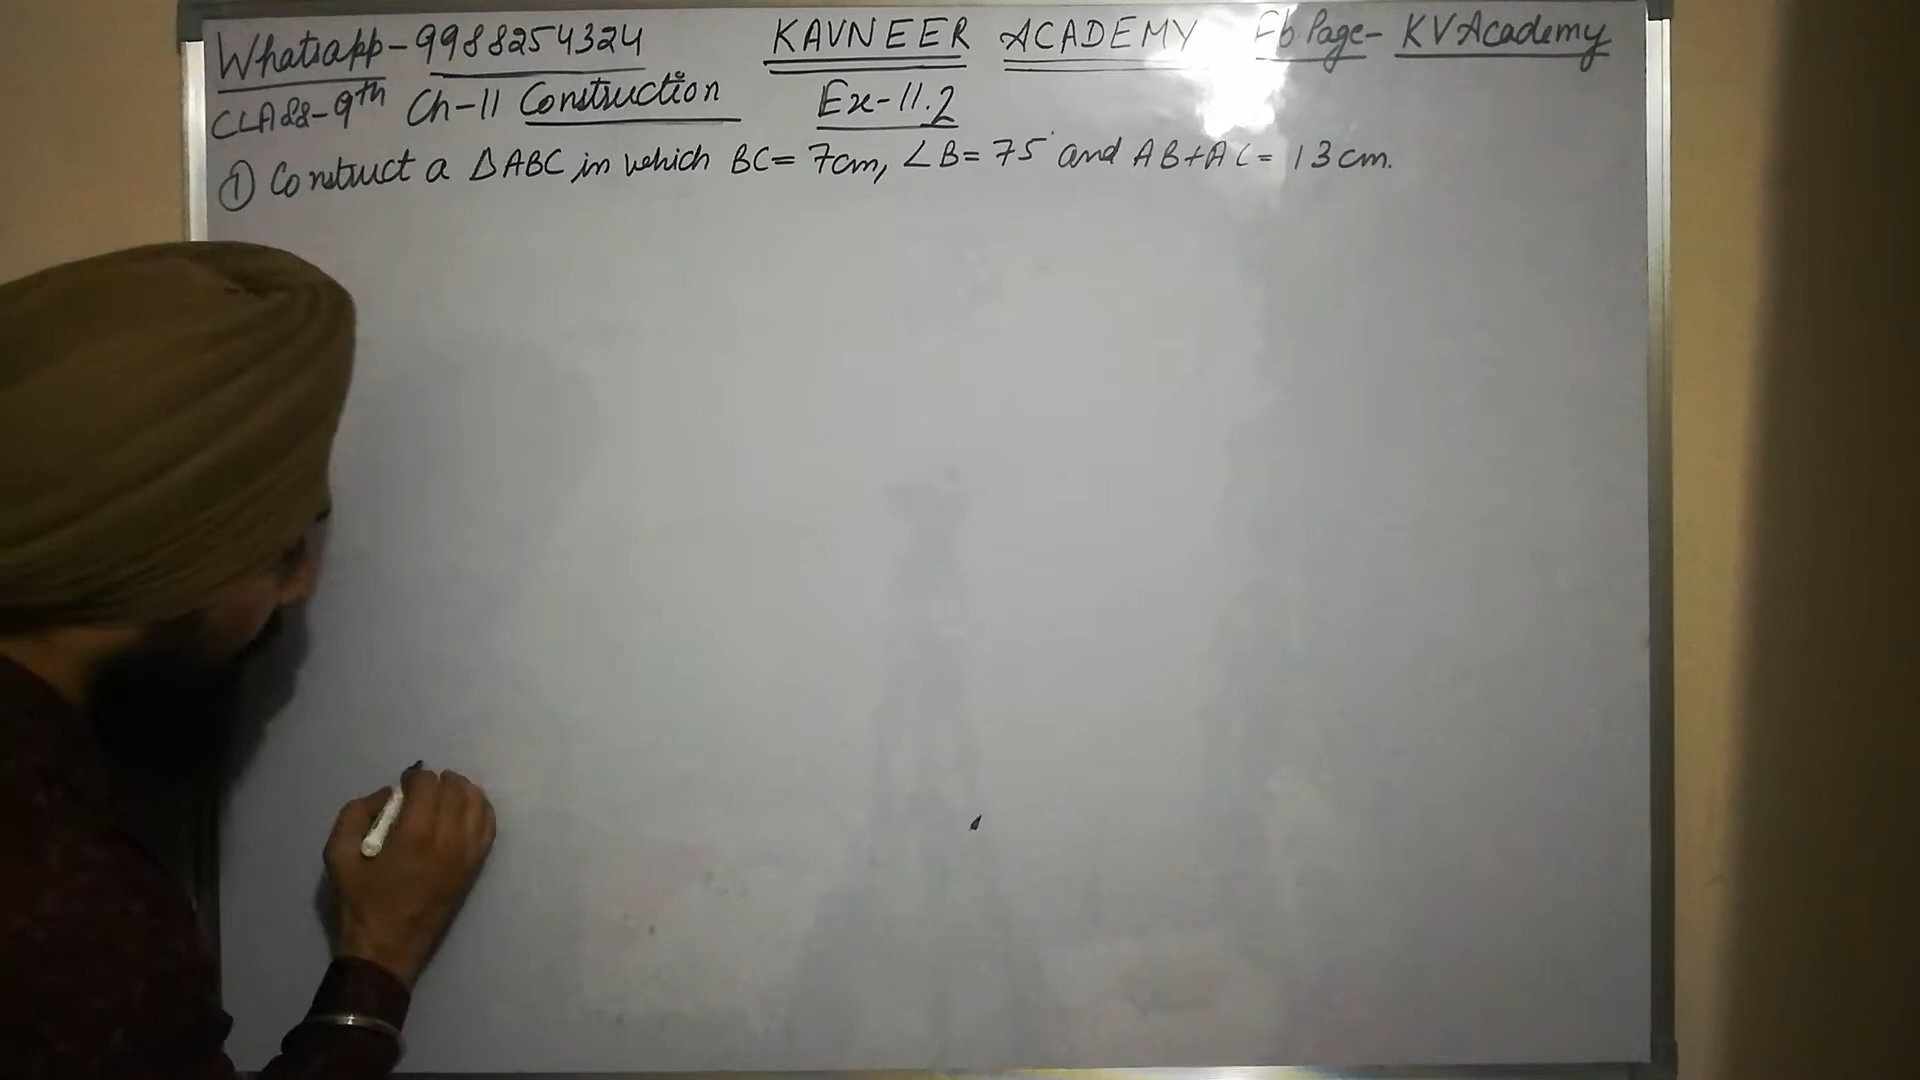 Whatsapp-9988254324 KAVNEER ACADEMY Fb Page- KVAcademy
CLASS-9th Ch-11 Construction Ex-11.2
① Construct a ΔABC in which BC= 7cm, ∠B= 75° and AB+AC= 13cm.